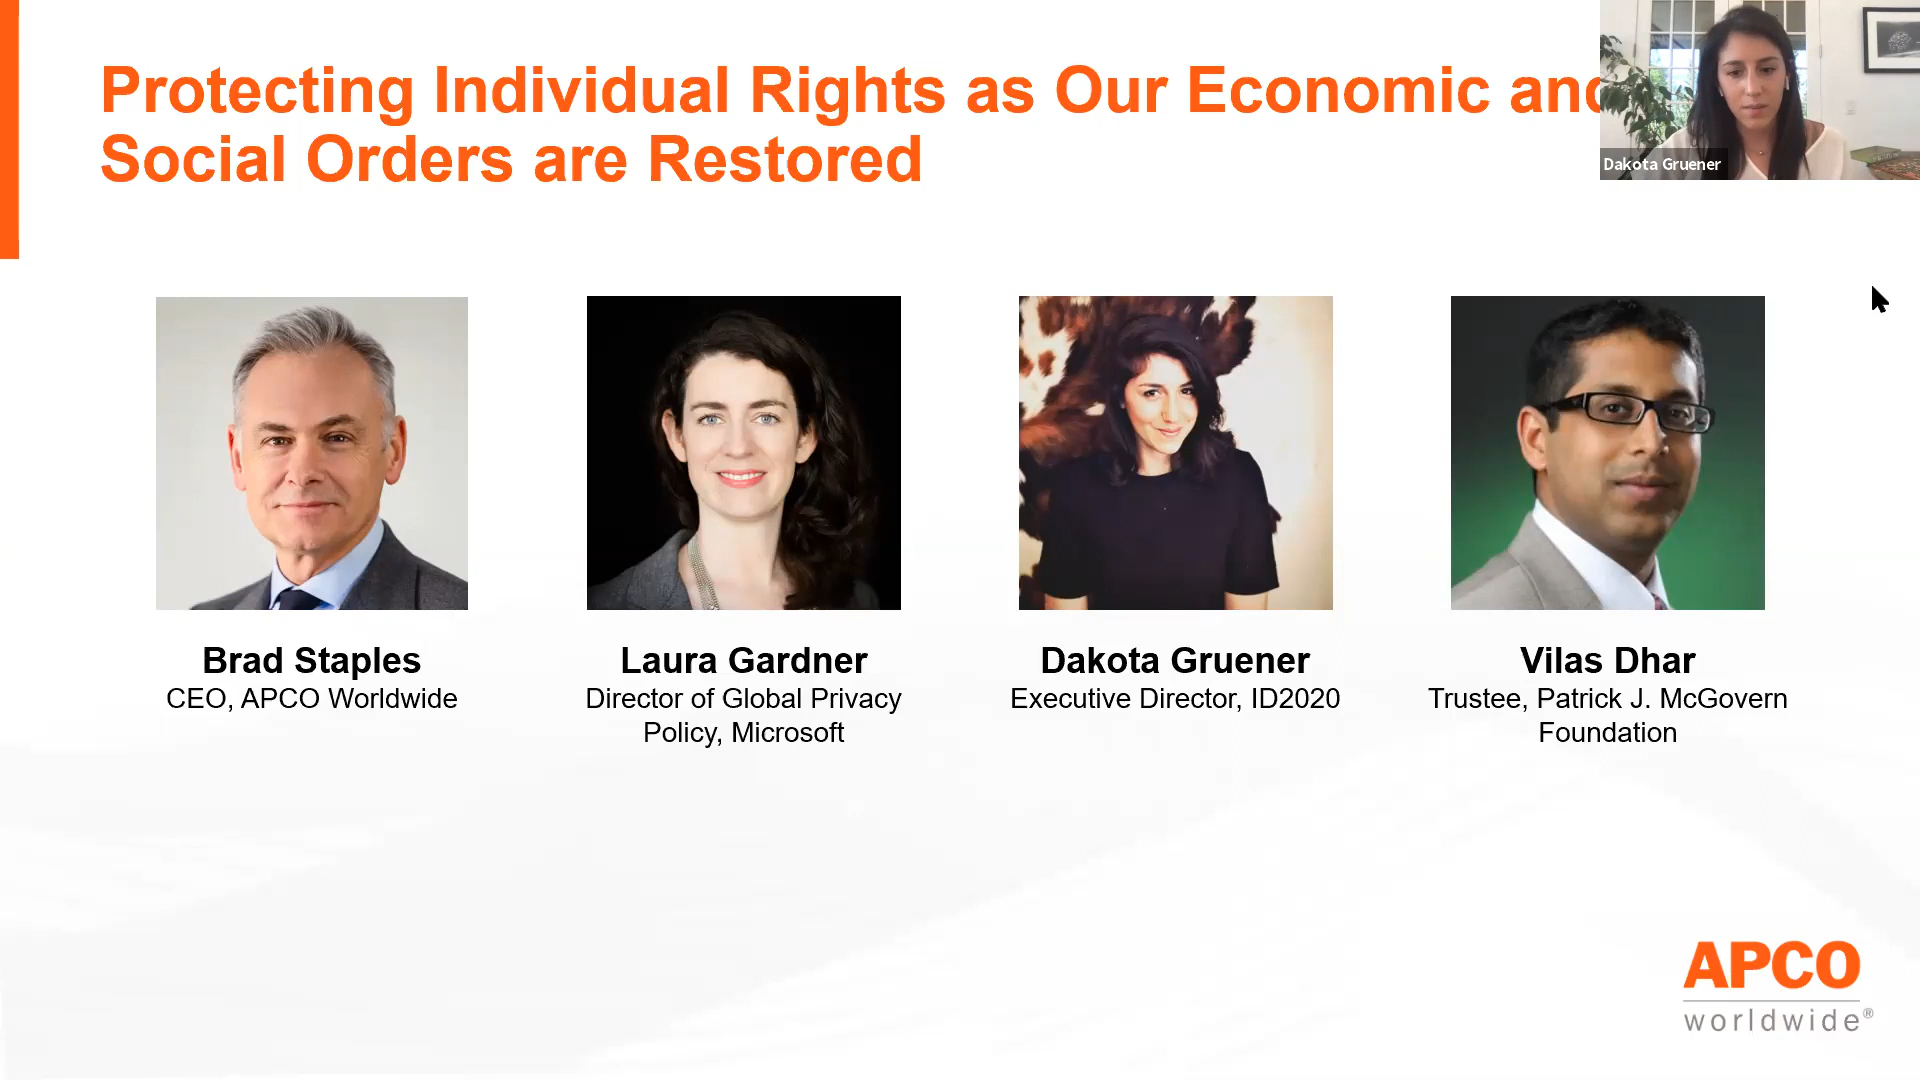 Protecting Individual Rights as Our Economic and
Social Orders are Restored
Dakota Gruener
Brad Staples
CEO, APCO Worldwide
Laura Gardner
Director of Global Privacy
Policy, Microsoft
Dakota Gruener
Executive Director, ID2020
Vilas Dhar
Trustee, Patrick J. McGovern
Foundation
APCO
worldwide®